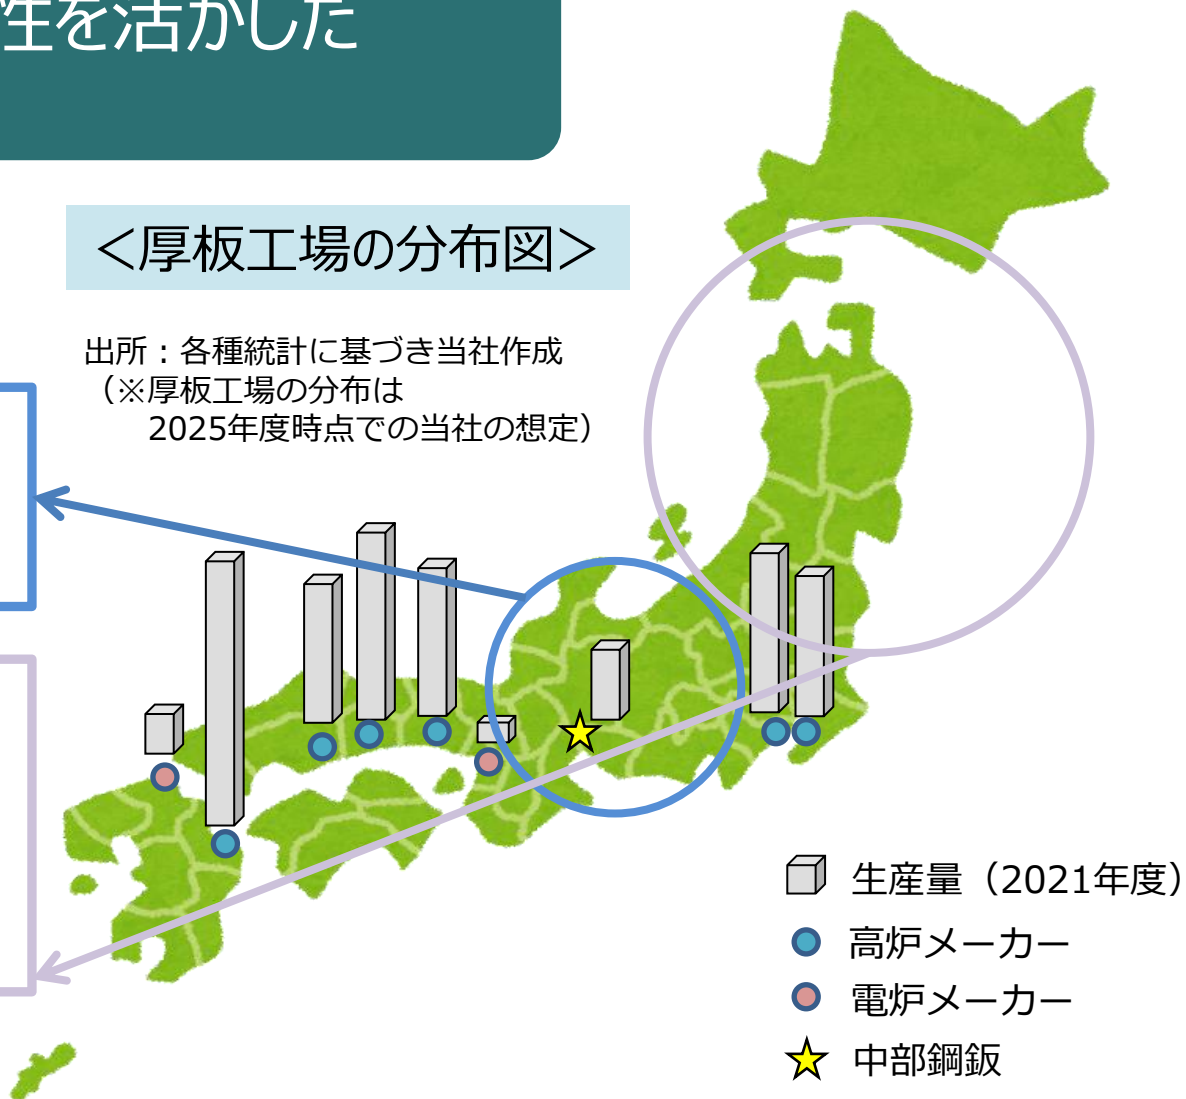 性を活かした
＜厚板工場の分布図＞
出所：各種統計に基づき当社作成
（※厚板工場の分布は
2025年度時点での当社の想定）
生産量（2021年度）
高炉メーカー
電炉メーカー
中部鋼鈑